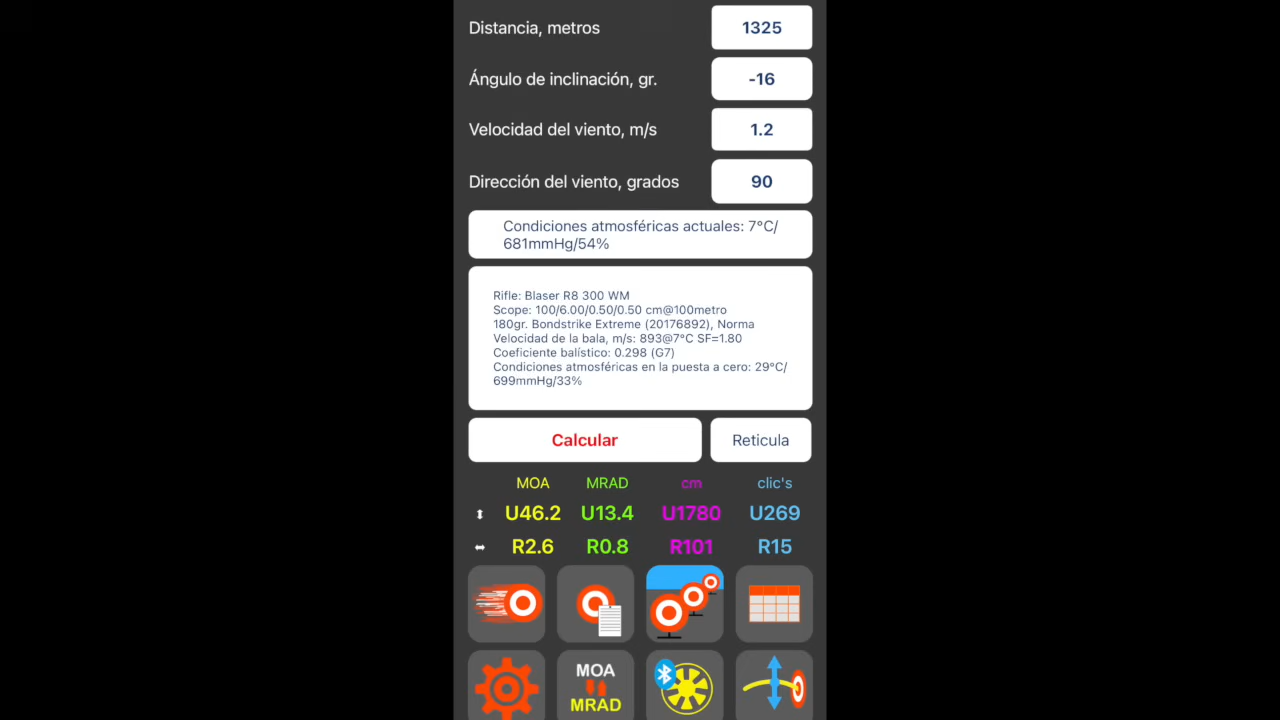 Distancia, metros 1325
Ángulo de inclinación, gr. -16
Velocidad del viento, m/s 1.2
Dirección del viento, grados 90
Condiciones atmosféricas actuales: 7°C/
681mmHg/54%
Rifle: Blaser R8 300 WM
Scope: 100/6.00/0.50/0.50 cm@100metro
180gr. Bondstrike Extreme (20176892), Norma
Velocidad de la bala, m/s: 893@7°C SF=1.80
Coeficiente balístico: 0.298 (G7)
Condiciones atmosféricas en la puesta a cero: 29°C/
699mmHg/33%
Calcular Reticula
MOA MRAD cm clic's
U46.2 U13.4 U1780 U269
R2.6 R0.8 R101 R15
MOA
MRAD